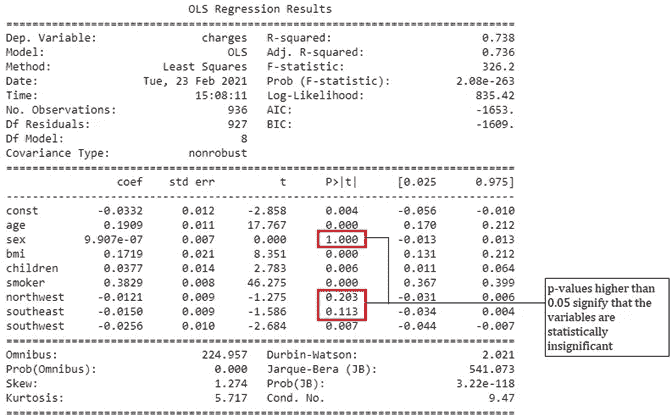 OLS Regression Results
Dep. Variable: charges R-squared: 0.738
Model: OLS Adj. R-squared: 0.736
Method: Least Squares F-statistic: 326.2
Date: Tue, 23 Feb 2021 Prob (F-statistic): 2.08e-263
Time: 15:08:11 Log-Likelihood: 835.42
No. Observations: 936 AIC: -1653.
Df Residuals: 927 BIC: -1609.
Df Model: 8
Covariance Type: nonrobust
coef std err t P>|t| [0.025 0.975]
const -0.0332 0.012 -2.858 0.004 -0.056 -0.010
age 0.1909 0.011 17.767 0.000 0.170 0.212
sex 9.907e-07 0.007 0.000 1.000 -0.013 0.013
bmi 0.1719 0.021 8.351 0.000 0.131 0.212
children 0.0377 0.014 2.783 0.006 0.011 0.064
smoker 0.3829 0.008 46.275 0.000 0.367 0.399
northwest -0.0121 0.009 -1.275 0.203 -0.031 0.006
southeast -0.0150 0.009 -1.586 0.113 -0.034 0.004
southwest -0.0256 0.010 -2.684 0.007 -0.044 -0.007
p-values higher than
0.05 signify that the
variables are
statistically
insignificant
Omnibus: 224.957 Durbin-Watson: 2.021
Prob(Omnibus): 0.000 Jarque-Bera (JB): 541.073
Skew: 1.274 Prob(JB): 3.22e-118
Kurtosis: 5.717 Cond. No. 9.47